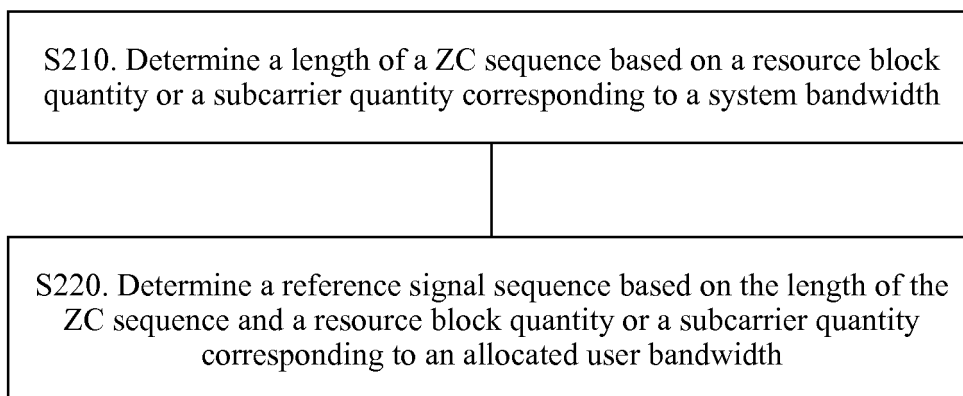 S210. Determine a length of a ZC sequence based on a resource block
quantity or a subcarrier quantity corresponding to a system bandwidth
S220. Determine a reference signal sequence based on the length of the
ZC sequence and a resource block quantity or a subcarrier quantity
corresponding to an allocated user bandwidth